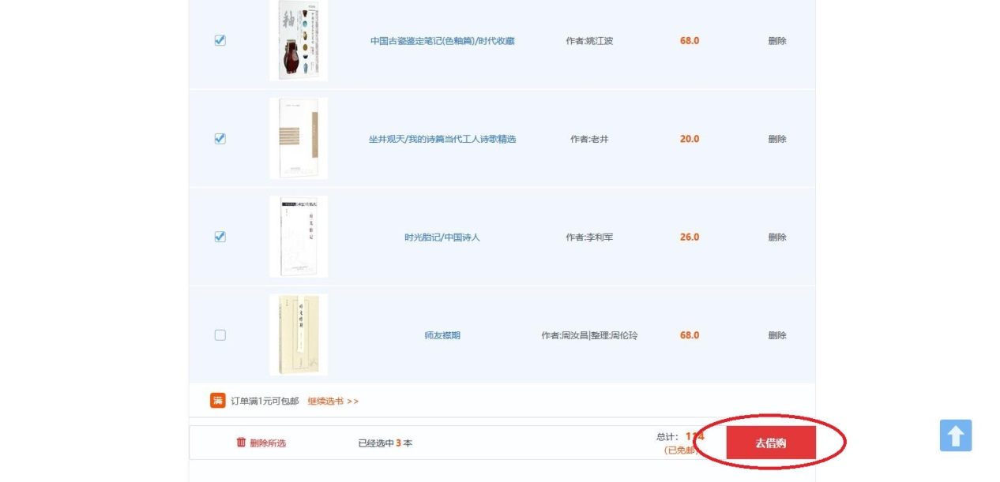 釉
中国古瓷鉴定笔记(色釉篇)/时代收藏 作者:姚江波 68.0 删除
坐井观天/我的诗篇当代工人诗歌精选 作者:老井 20.0 删除
时光胎记/中国诗人 作者:李利军 26.0 删除
师友襟期 作者:周汝昌|整理:周伦玲 68.0 删除
满 订单满1元可包邮 继续选书 >>
删除所选 已经选中 3 本 总计: 114 去借购
(已免邮)